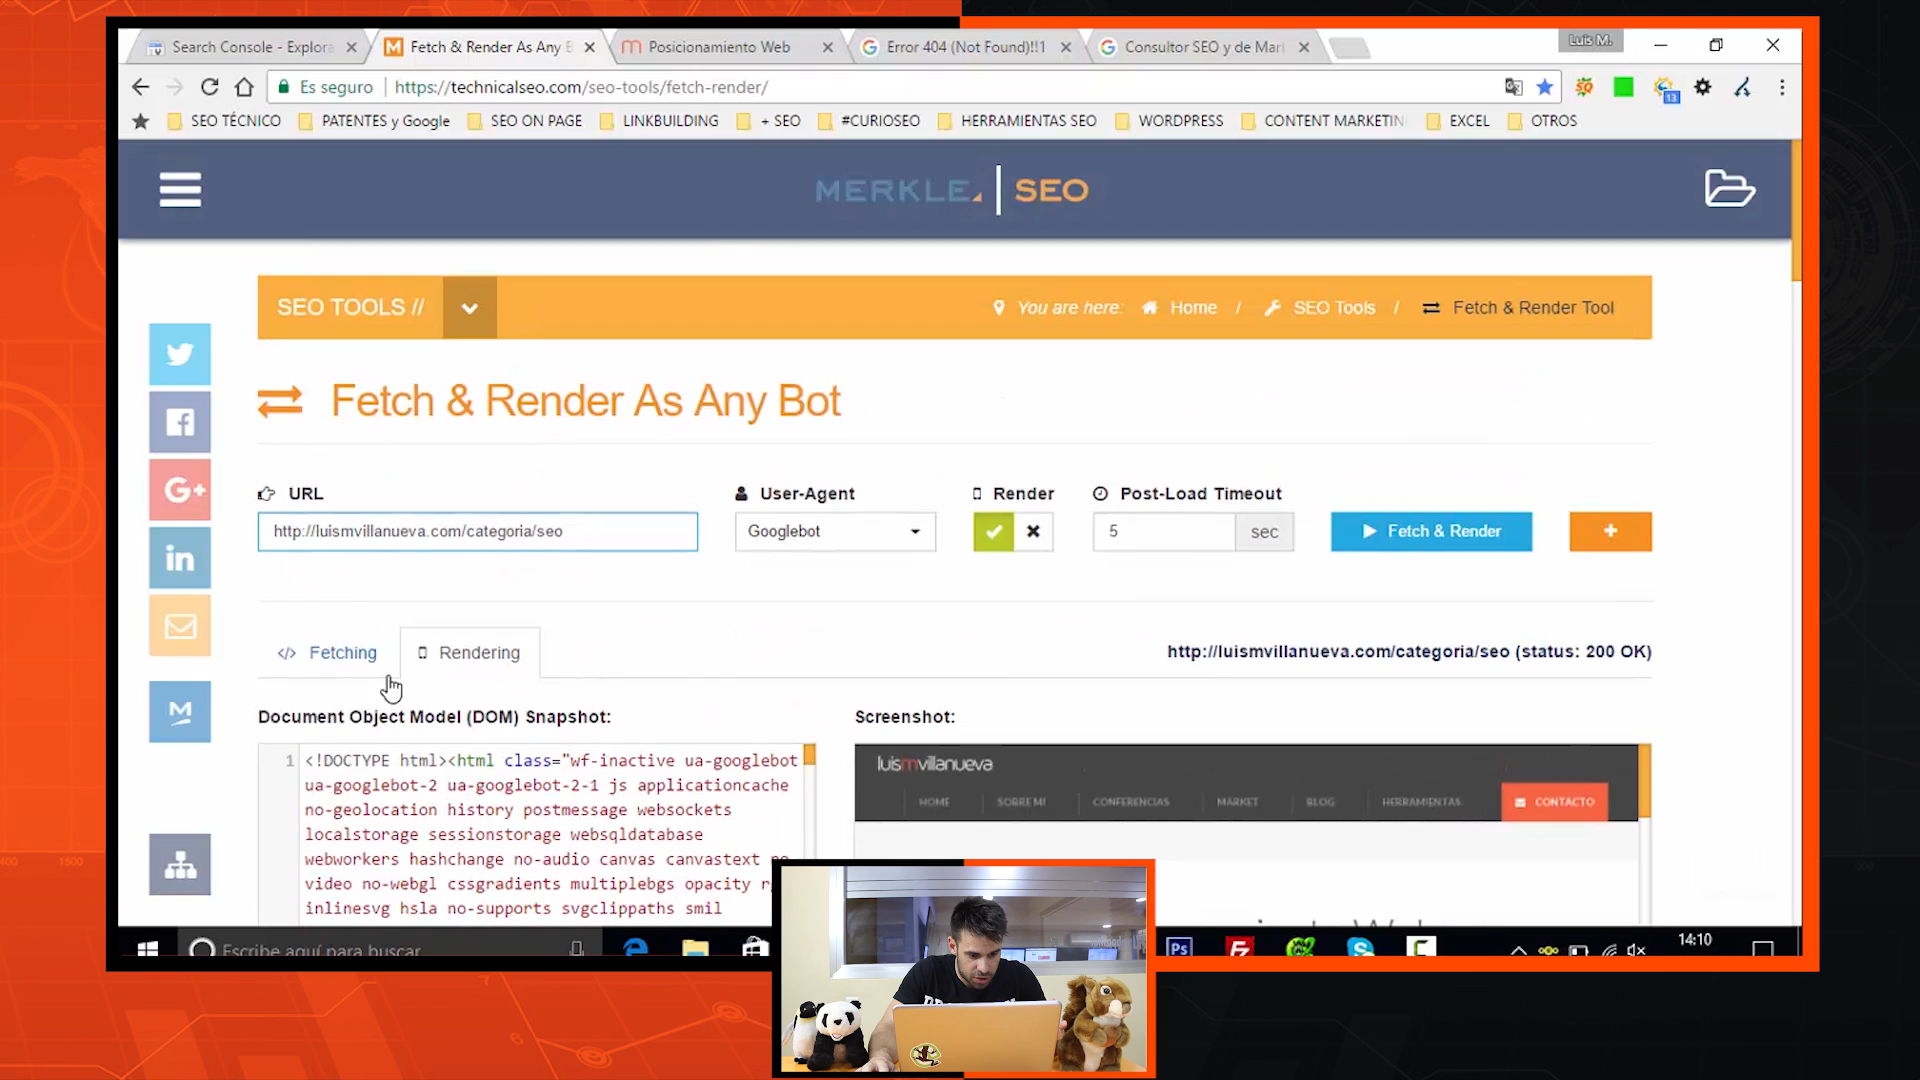 Search Console - Explora
Fetch & Render As Any B
Posicionamiento Web
Error 404 (Not Found)!!1
Consultor SEO y de Mar
Luis M.
Es seguro
https://technicalseo.com/seo-tools/fetch-render/
13
SEO TÉCNICO
PATENTES y Google
SEO ON PAGE
LINKBUILDING
+ SEO
#CURIOSEO
HERRAMIENTAS SEO
WORDPRESS
CONTENT MARKETIN
EXCEL
OTROS
MERKLE | SEO
SEO TOOLS //
You are here: Home / SEO Tools / Fetch & Render Tool
Fetch & Render As Any Bot
URL
User-Agent
Render
Post-Load Timeout
http://luismvillanueva.com/categoria/seo
Googlebot
5
sec
Fetch & Render
Fetching
Rendering
http://luismvillanueva.com/categoria/seo (status: 200 OK)
Document Object Model (DOM) Snapshot:
Screenshot:
1
<!DOCTYPE html><html class="wf-inactive ua-googlebot
ua-googlebot-2 ua-googlebot-2-1 js applicationcache
no-geolocation history postmessage websockets
localstorage sessionstorage websqldatabase
webworkers hashchange no-audio canvas canvastext no
video no-webgl cssgradients multiplebgs opacity r
inlinesvg hsla no-supports svgclippaths smil
luismvillanueva
HOME
SOBRE MI
CONFERENCIAS
MARKET
BLOG
HERRAMIENTAS
CONTACTO
Escribe aquí para buscar
Ps
14:10